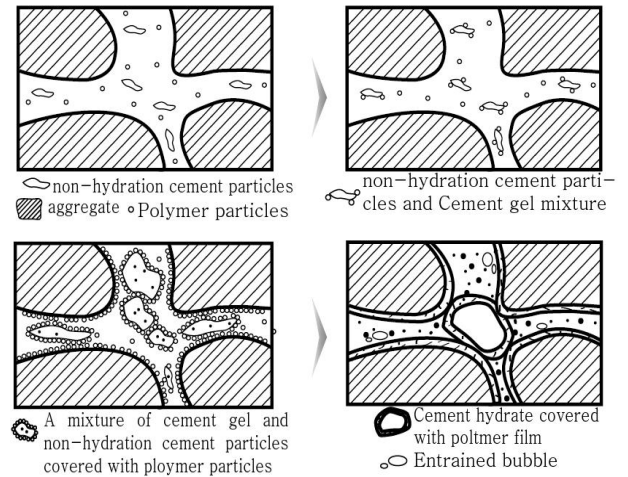 non-hydration cement particles
aggregate Polymer particles
non-hydration cement parti-
cles and Cement gel mixture
A mixture of cement gel and
non-hydration cement particles
covered with ploymer particles
Cement hydrate covered
with poltmer film
Entrained bubble